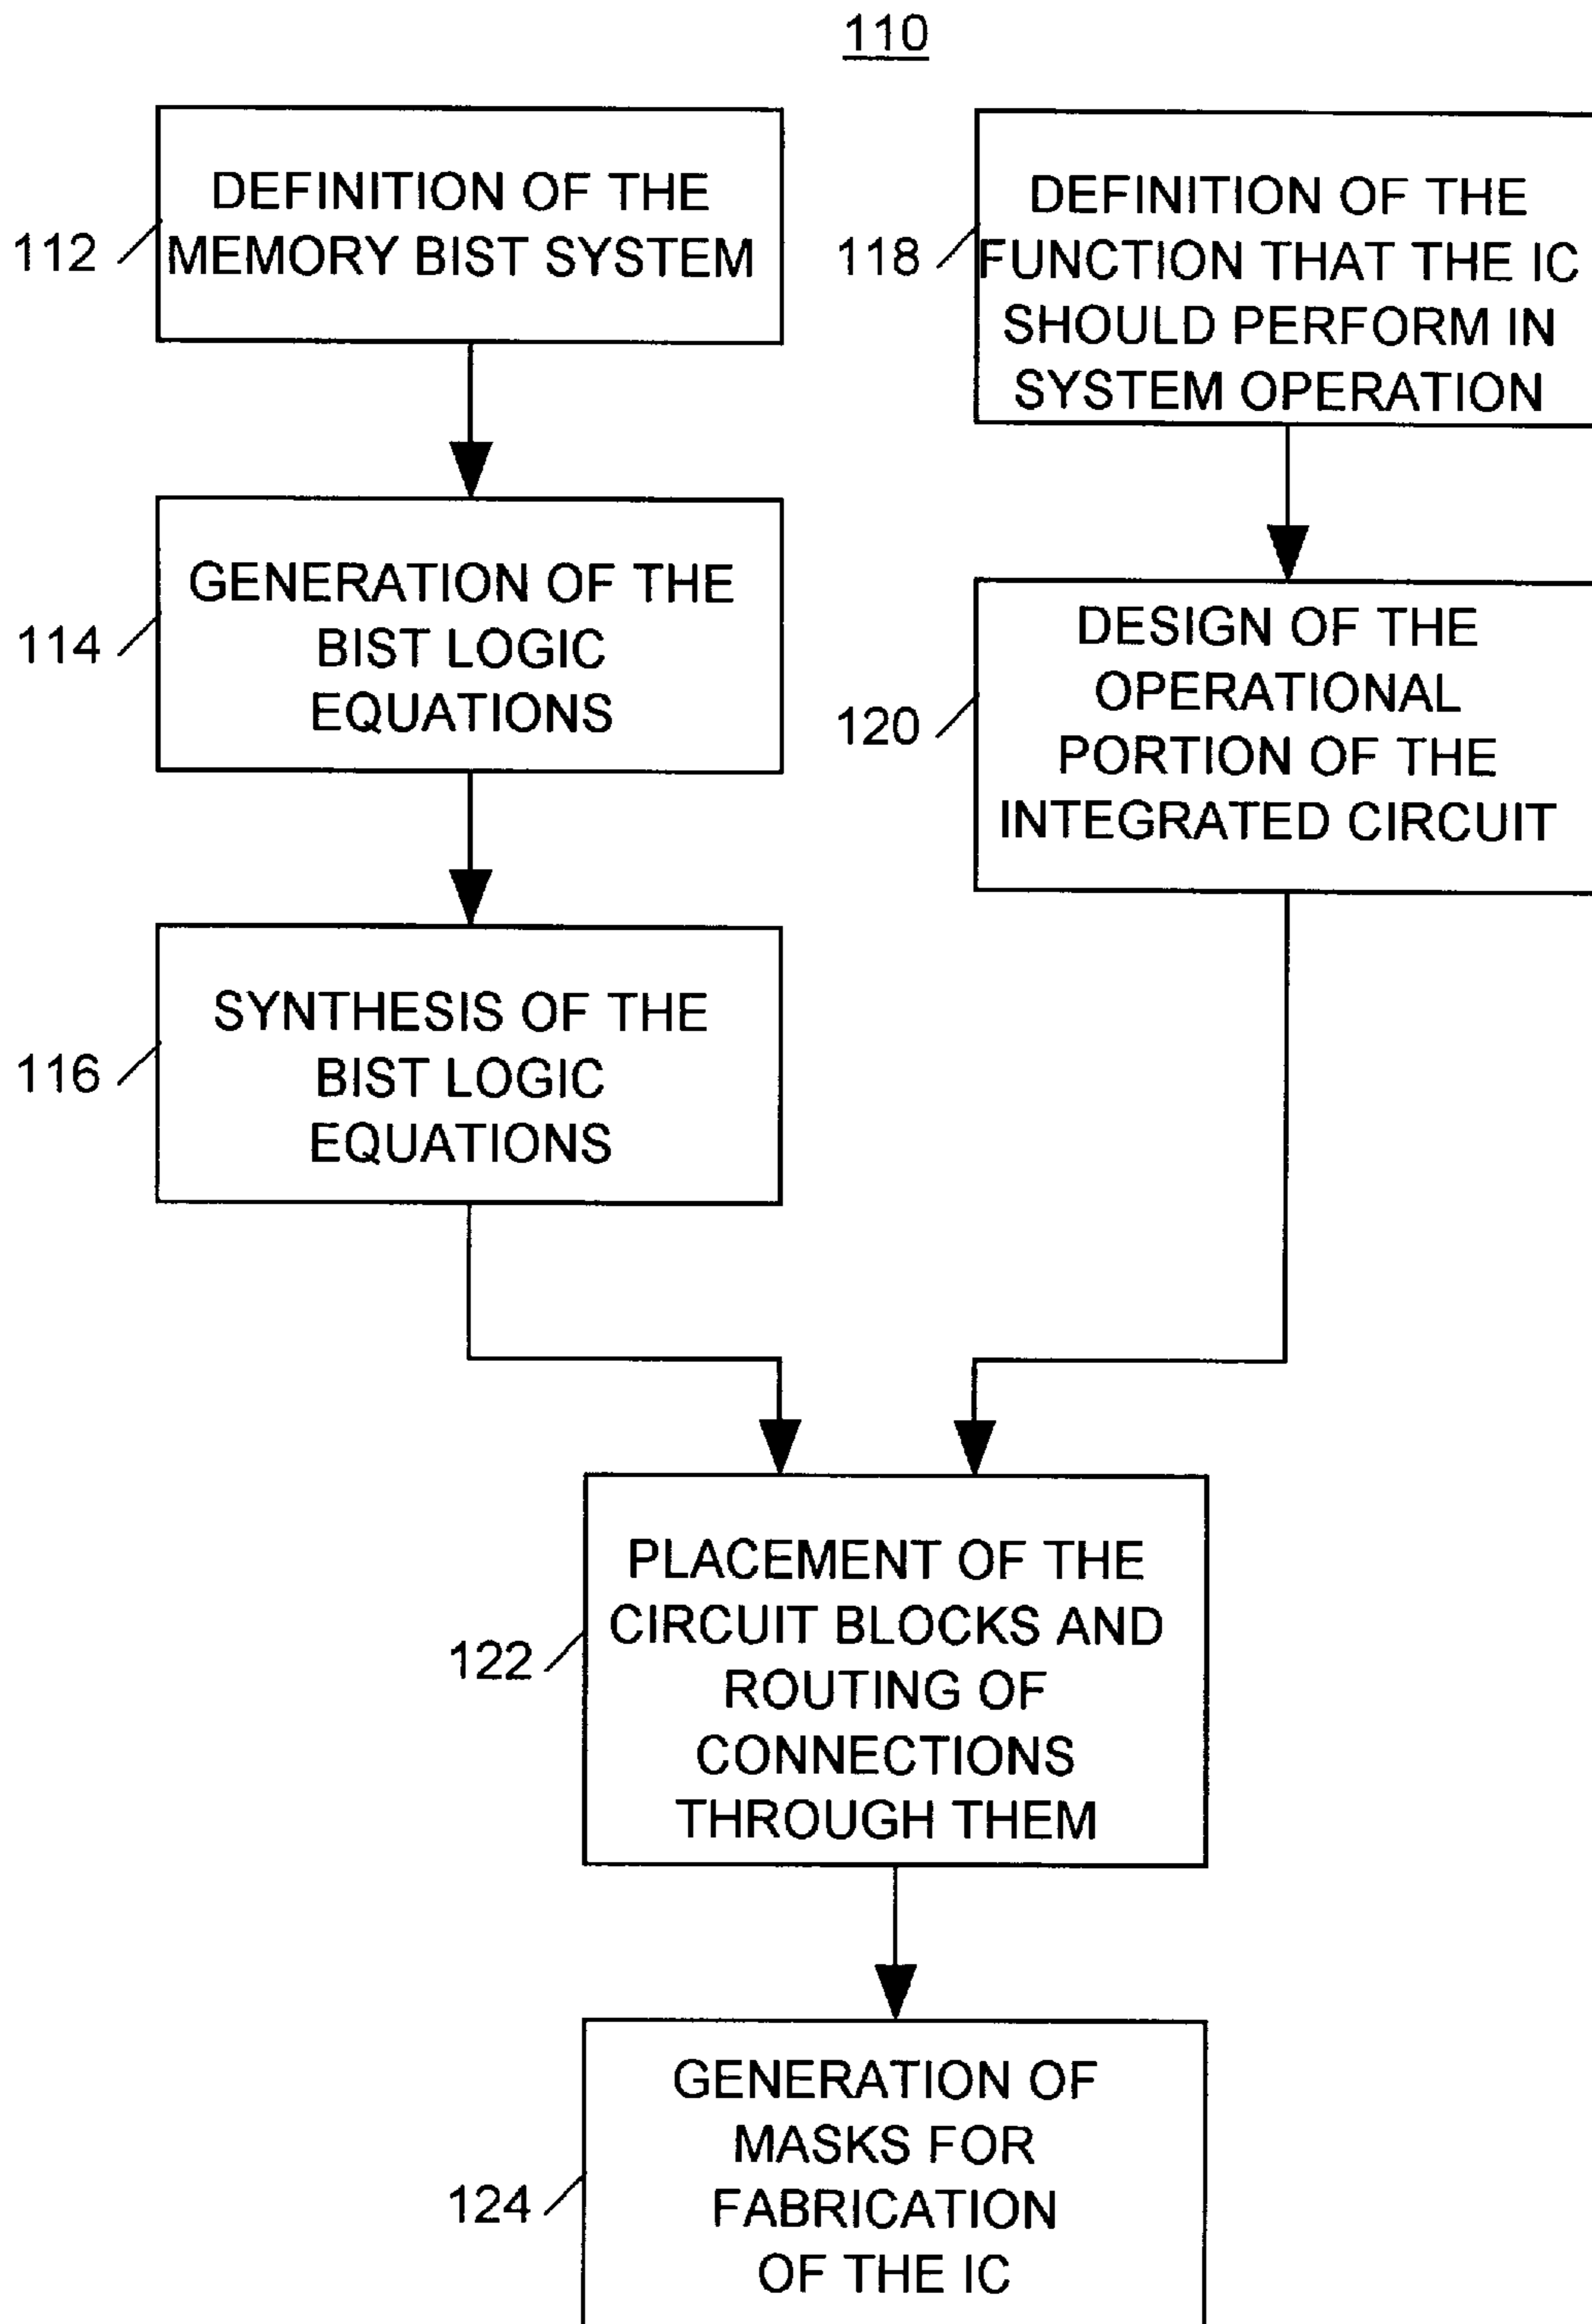 110
112
DEFINITION OF THE
MEMORY BIST SYSTEM
118
DEFINITION OF THE
FUNCTION THAT THE IC
SHOULD PERFORM IN
SYSTEM OPERATION
114
GENERATION OF THE
BIST LOGIC
EQUATIONS
120
DESIGN OF THE
OPERATIONAL
PORTION OF THE
INTEGRATED CIRCUIT
116
SYNTHESIS OF THE
BIST LOGIC
EQUATIONS
122
PLACEMENT OF THE
CIRCUIT BLOCKS AND
ROUTING OF
CONNECTIONS
THROUGH THEM
124
GENERATION OF
MASKS FOR
FABRICATION
OF THE IC